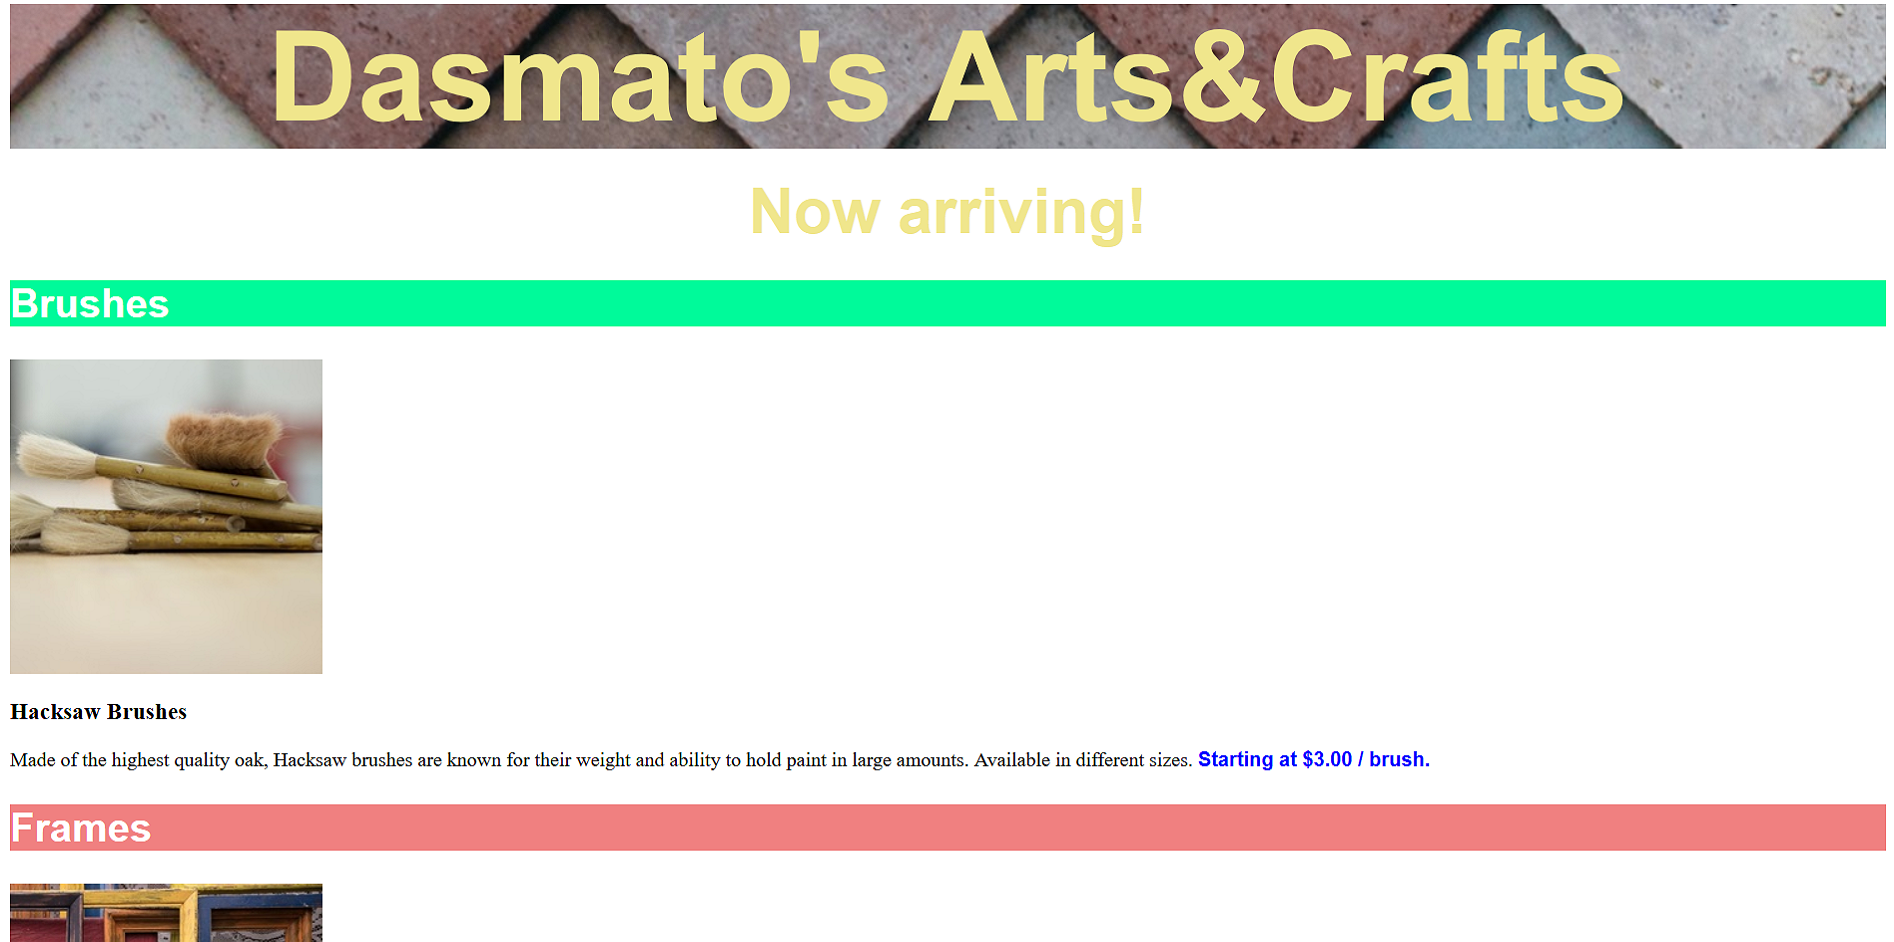 Dasmato's Arts&Crafts
Now arriving!
Brushes
Hacksaw Brushes
Made of the highest quality oak, Hacksaw brushes are known for their weight and ability to hold paint in large amounts. Available in different sizes. Starting at $3.00 / brush.
Frames